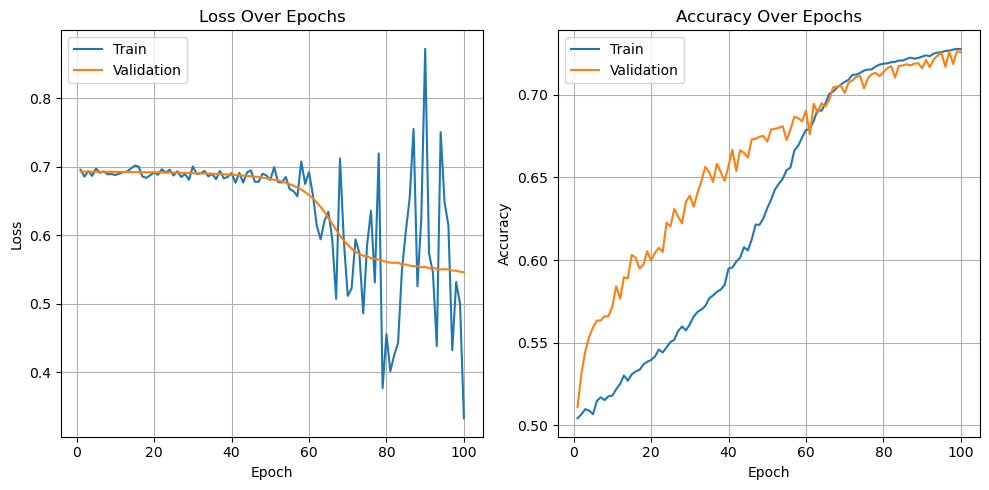 Loss Over Epochs
Train
Validation
0.8
0.7
0.6
0.5
0.4
Loss
0 20 40 60 80 100
Epoch
Accuracy Over Epochs
Train
Validation
0.70
0.65
0.60
0.55
0.50
Accuracy
0 20 40 60 80 100
Epoch